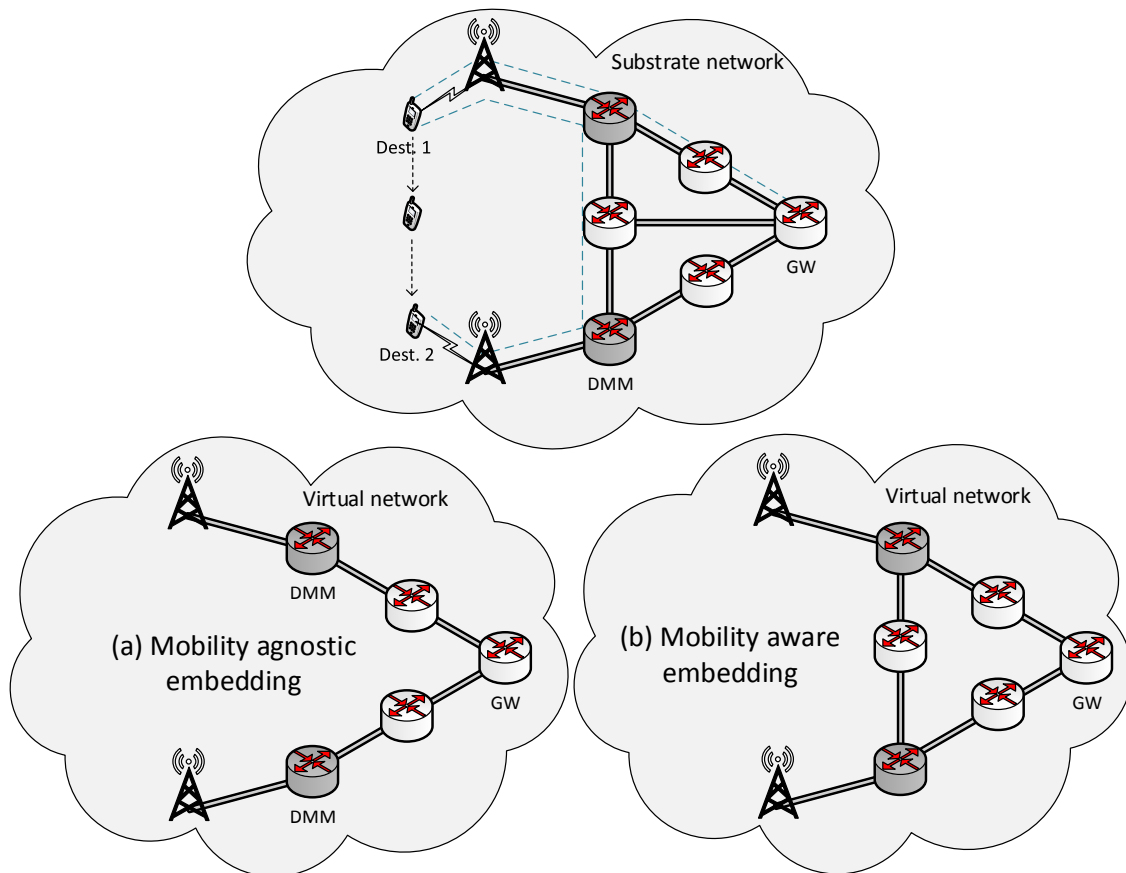 Substrate network
Dest. 1
GW
Dest. 2
DMM
Virtual network
DMM
(a) Mobility agnostic
embedding
GW
DMM
Virtual network
(b) Mobility aware
embedding
GW